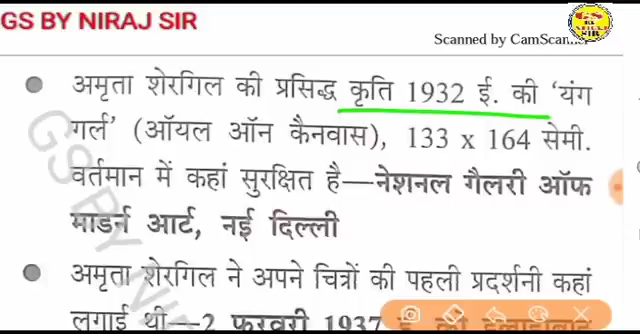 GS BY NIRAJ SIR
Scanned by CamScanner
अमृता शेरगिल की प्रसिद्ध कृति 1932 ई. की 'यंग
गर्ल' (ऑयल ऑन कैनवास), 133 x 164 सेमी.
वर्तमान में कहां सुरक्षित है—नेशनल गैलरी ऑफ
माडर्न आर्ट, नई दिल्ली
अमृता शेरगिल ने अपने चित्रों की पहली प्रदर्शनी कहां
लगाई थी—2 फरवरी 1937 ई.